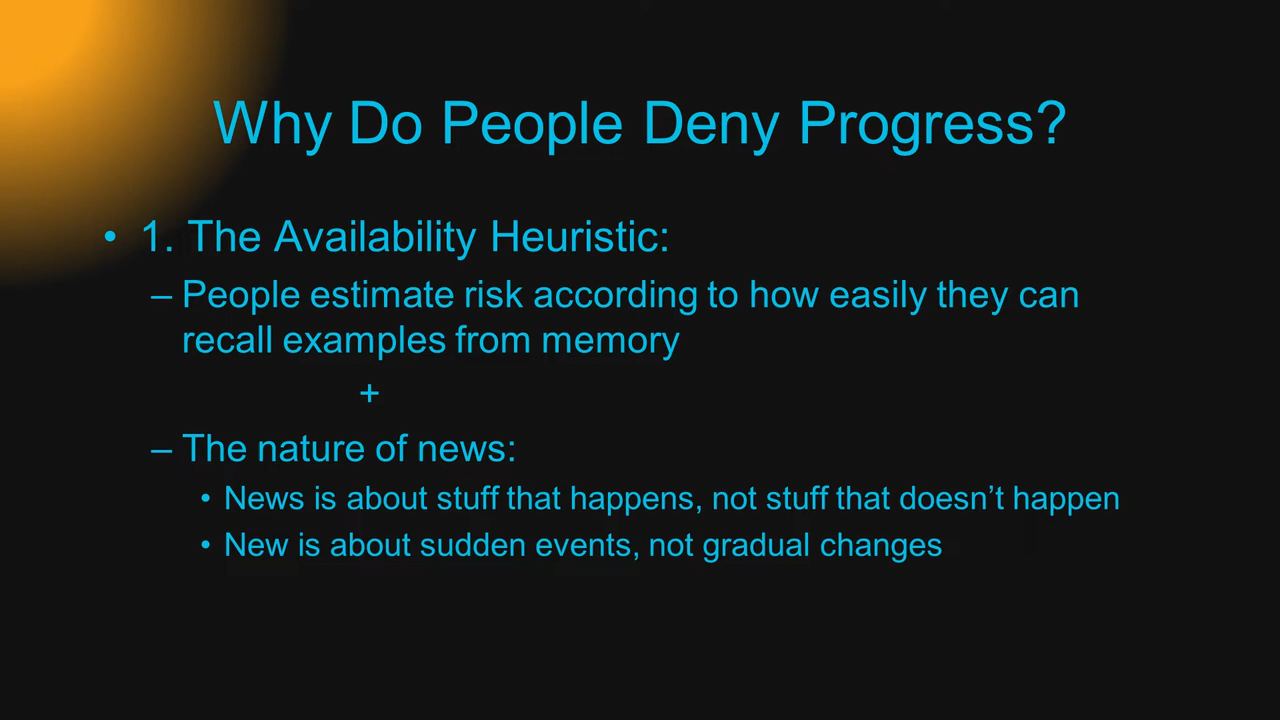 Why Do People Deny Progress?
• 1. The Availability Heuristic:
– People estimate risk according to how easily they can
recall examples from memory
+
– The nature of news:
• News is about stuff that happens, not stuff that doesn’t happen
• New is about sudden events, not gradual changes